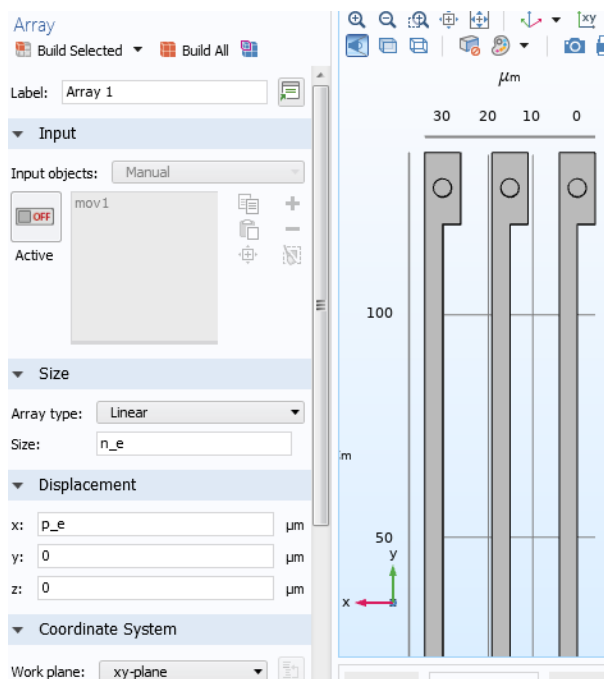 Array
Build Selected
Build All
Label: Array 1
Input
Input objects: Manual
OFF
Active
mov1
Size
Array type: Linear
Size: n_e
Displacement
x: p_e µm
y: 0 µm
z: 0 µm
Coordinate System
Work plane: xy-plane
xy
µm
30 20 10 0
100
m
50
y
x